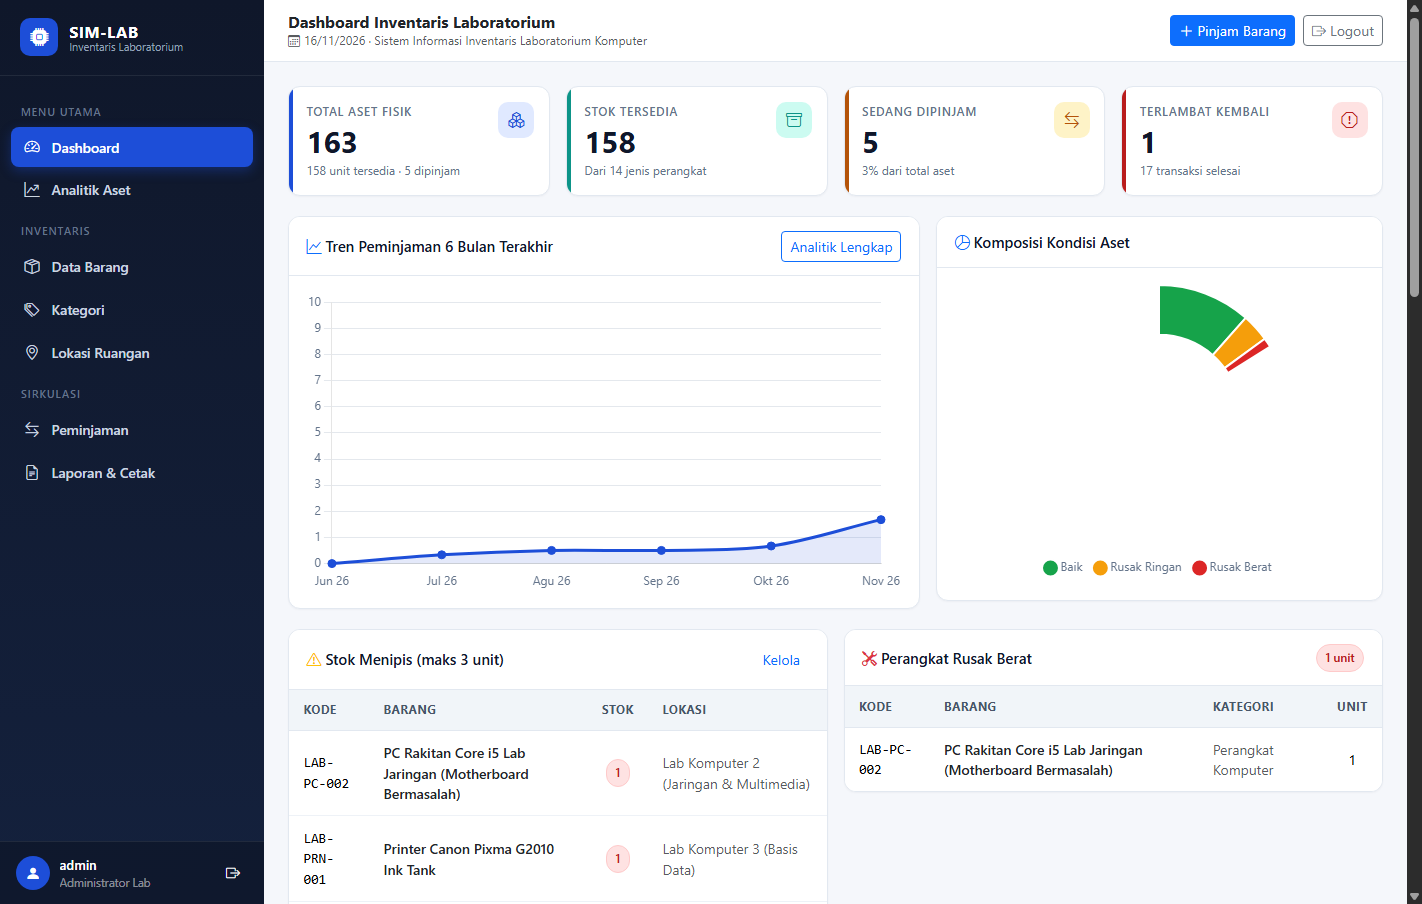 SIM-LAB
Inventaris Laboratorium
MENU UTAMA
Dashboard
Analitik Aset
INVENTARIS
Data Barang
Kategori
Lokasi Ruangan
SIRKULASI
Peminjaman
Laporan & Cetak
admin
Administrator Lab
Dashboard Inventaris Laboratorium
16/11/2026 · Sistem Informasi Inventaris Laboratorium Komputer
+ Pinjam Barang
Logout
TOTAL ASET FISIK
163
158 unit tersedia · 5 dipinjam
STOK TERSEDIA
158
Dari 14 jenis perangkat
SEDANG DIPINJAM
5
3% dari total aset
TERLAMBAT KEMBALI
1
17 transaksi selesai
Tren Peminjaman 6 Bulan Terakhir
Analitik Lengkap
10
9
8
7
6
5
4
3
2
1
0
Jun 26 Jul 26 Agu 26 Sep 26 Okt 26 Nov 26
Komposisi Kondisi Aset
Baik Rusak Ringan Rusak Berat
Stok Menipis (maks 3 unit)
Kelola
KODE BARANG STOK LOKASI
LAB-
PC-002
PC Rakitan Core i5 Lab
Jaringan (Motherboard
Bermasalah)
1
Lab Komputer 2
(Jaringan & Multimedia)
LAB-
PRN-
001
Printer Canon Pixma G2010
Ink Tank
1
Lab Komputer 3 (Basis
Data)
Perangkat Rusak Berat
1 unit
KODE BARANG KATEGORI UNIT
LAB-PC-
002
PC Rakitan Core i5 Lab Jaringan
(Motherboard Bermasalah)
Perangkat
Komputer
1